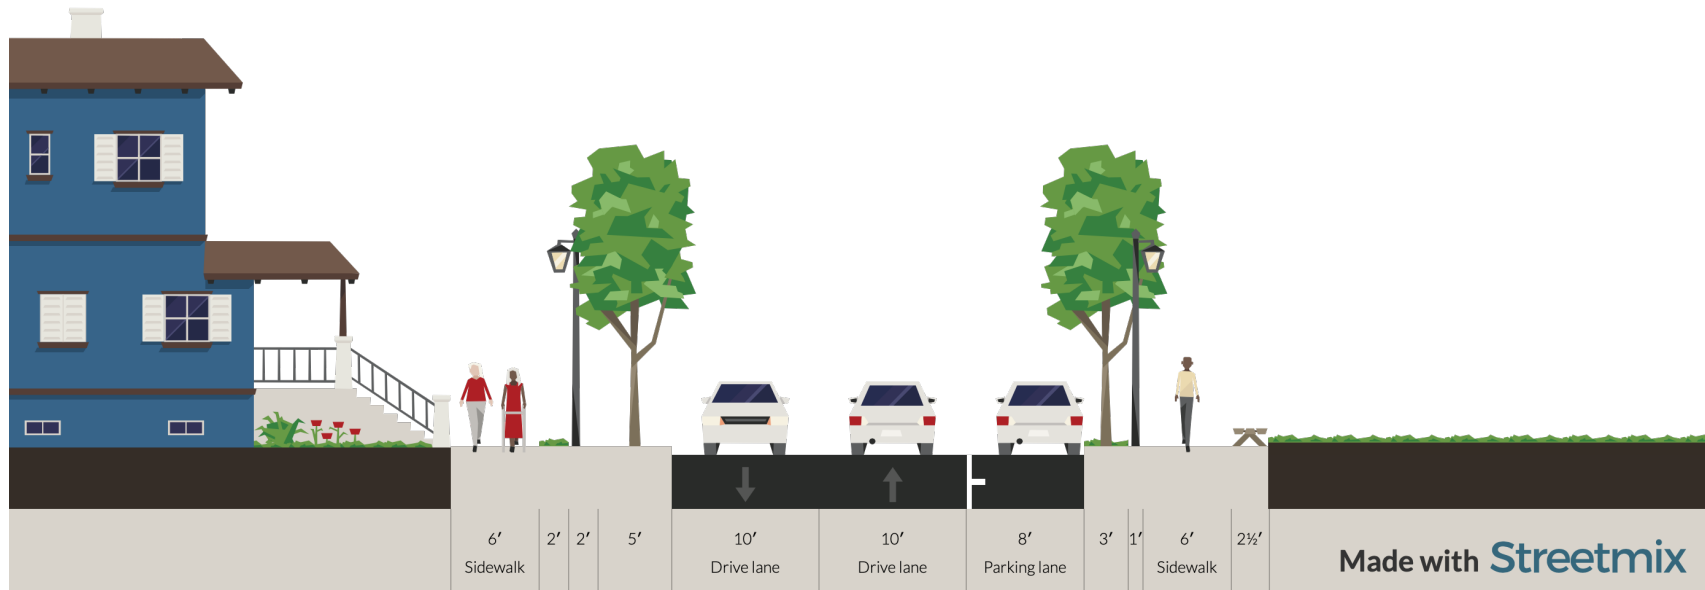 6′ 2′ 2′ 5′ 10′ 10′ 8′ 3′ 1′ 6′ 2½′
Sidewalk Drive lane Drive lane Parking lane Sidewalk
Made with Streetmix